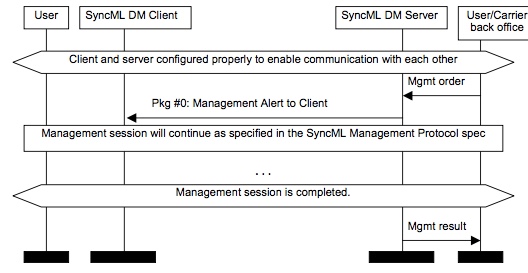 User
SyncML DM Client
SyncML DM Server
User/Carrier
back office
Client and server configured properly to enable communication with each other
Mgmt order
Pkg #0: Management Alert to Client
Management session will continue as specified in the SyncML Management Protocol spec
...
Management session is completed.
Mgmt result